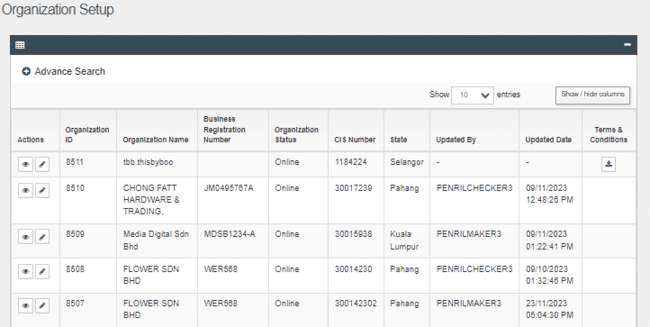 Organization Setup
Advance Search
Show 10 entries Show / hide columns
Actions Organization ID Organization Name Business Registration Number Organization Status CIS Number State Updated By Updated Date Terms & Conditions
8511 tbb.thisbyboo Online 1184224 Selangor - -
8510 CHONG FATT HARDWARE & TRADING. JM0495767A Online 30017239 Pahang PENRILCHECKER3 09/11/2023 12:48:26 PM
8509 Media Digital Sdn Bhd MDSB1234-A Online 30015938 Kuala Lumpur PENRILMAKER3 09/11/2023 01:22:41 PM
8508 FLOWER SDN BHD WER568 Online 30014230 Pahang PENRILCHECKER3 09/10/2023 01:32:46 PM
8507 FLOWER SDN BHD WER568 Online 300142302 Pahang PENRILMAKER3 23/11/2023 05:04:30 PM